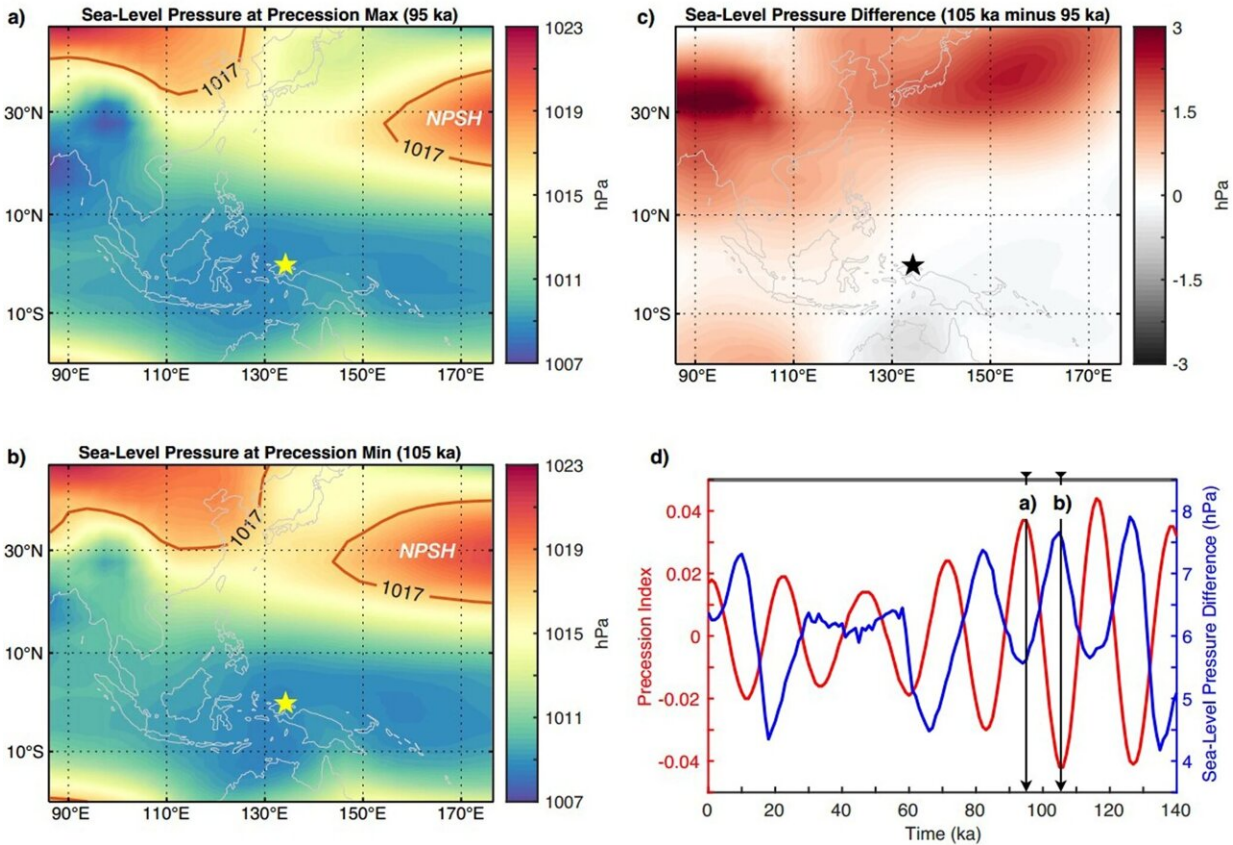 a)
Sea-Level Pressure at Precession Max (95 ka)
1017
NPSH
1017
30°N
10°N
10°S
90°E 110°E 130°E 150°E 170°E
1023
1019
1015
1011
1007
hPa
c)
Sea-Level Pressure Difference (105 ka minus 95 ka)
30°N
10°N
10°S
90°E 110°E 130°E 150°E 170°E
3
1.5
0
-1.5
-3
hPa
b)
Sea-Level Pressure at Precession Min (105 ka)
1017
NPSH
1017
30°N
10°N
10°S
90°E 110°E 130°E 150°E 170°E
1023
1019
1015
1011
1007
hPa
d)
a) b)
Precession Index
0.04
0.02
0
-0.02
-0.04
0 20 40 60 80 100 120 140
Time (ka)
8
7
6
5
4
Sea-Level Pressure Difference (hPa)